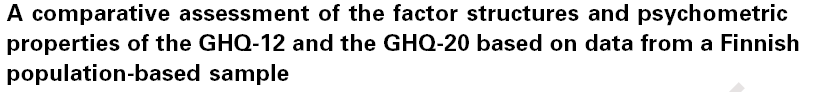 A comparative assessment of the factor structures and psychometric
properties of the GHQ-12 and the GHQ-20 based on data from a Finnish
population-based sample